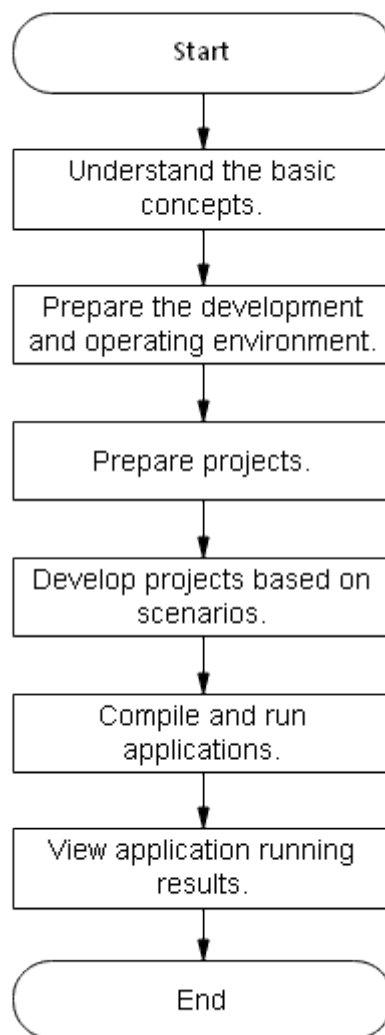 Start
Understand the basic
concepts.
Prepare the development
and operating environment.
Prepare projects.
Develop projects based on
scenarios.
Compile and run
applications.
View application running
results.
End